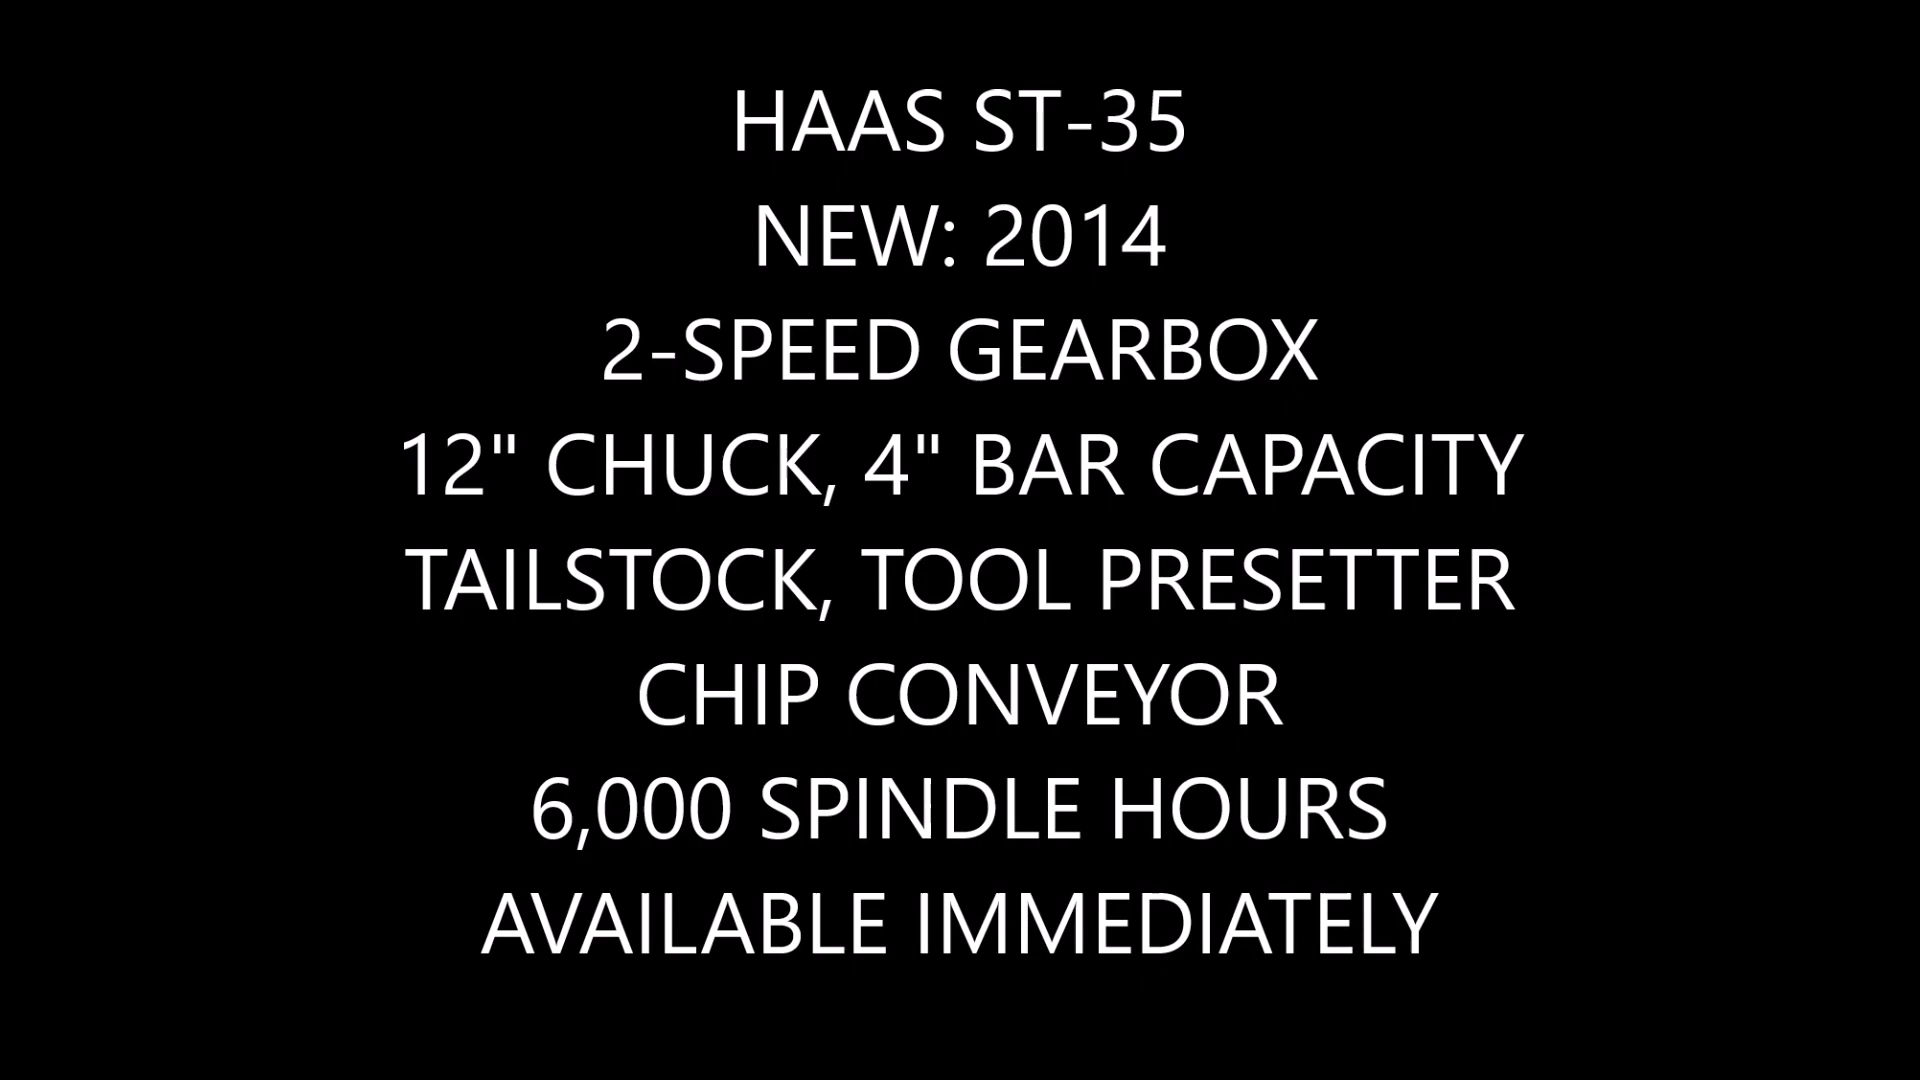 HAAS ST-35
NEW: 2014
2-SPEED GEARBOX
12" CHUCK, 4" BAR CAPACITY
TAILSTOCK, TOOL PRESETTER
CHIP CONVEYOR
6,000 SPINDLE HOURS
AVAILABLE IMMEDIATELY